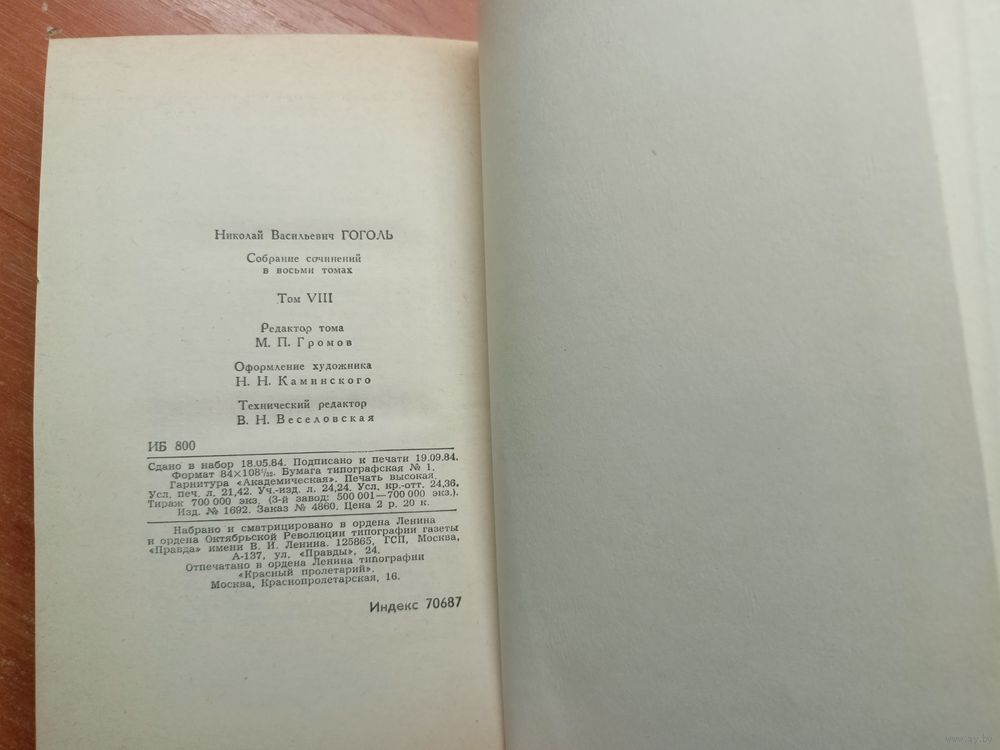 Николай Васильевич ГОГОЛЬ
Собрание сочинений
в восьми томах
Том VIII
Редактор тома
М. П. Громов
Оформление художника
Н. Н. Каминского
Технический редактор
В. Н. Веселовская
ИБ 800
Сдано в набор 18.05.84. Подписано к печати 19.09.84.
Формат 84×108¹/₃₂. Бумага типографская № 1.
Гарнитура «Академическая». Печать высокая.
Усл. печ. л. 21,42. Уч.-изд. л. 24,24. Усл. кр.-отт. 24,36.
Тираж 700 000 экз. (3-й завод: 500 001—700 000 экз.).
Изд. № 1692. Заказ № 4860. Цена 2 р. 20 к.
Набрано и сматрицировано в ордена Ленина
и ордена Октябрьской Революции типографии газеты
«Правда» имени В. И. Ленина. 125865, ГСП, Москва,
А-137, ул. «Правды», 24.
Отпечатано в ордена Ленина типографии
«Красный пролетарий».
Москва, Краснопролетарская, 16.
Индекс 70687
www.ay.by